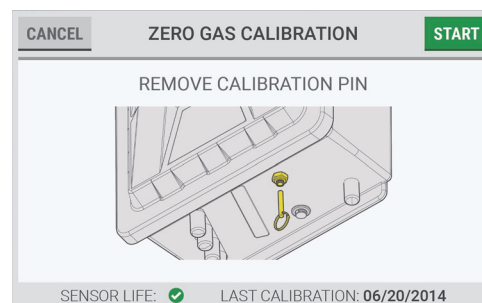 CANCEL ZERO GAS CALIBRATION START
REMOVE CALIBRATION PIN
SENSOR LIFE: LAST CALIBRATION: 06/20/2014